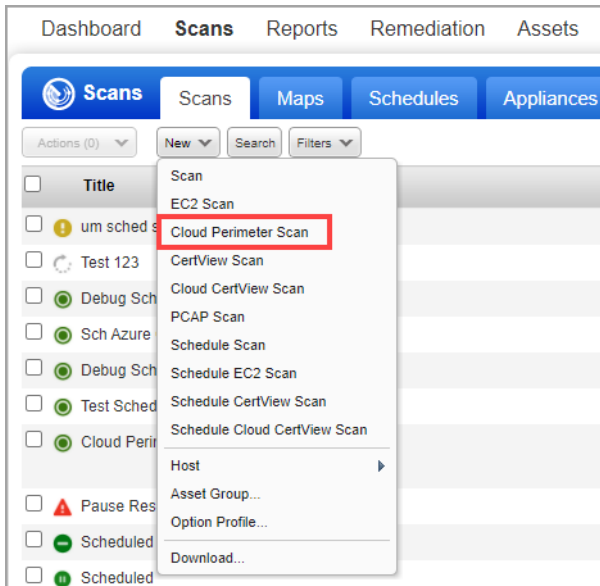 Dashboard Scans Reports Remediation Assets
Scans Scans Maps Schedules Appliances
Actions (0) New Search Filters
Title
Scan
EC2 Scan
um sched s
Cloud Perimeter Scan
Test 123
CertView Scan
Cloud CertView Scan
Debug Sch
PCAP Scan
Sch Azure
Schedule Scan
Debug Sch
Schedule EC2 Scan
Test Sched
Schedule CertView Scan
Cloud Perir
Schedule Cloud CertView Scan
Host
Asset Group...
Pause Res
Option Profile...
Scheduled
Download...
Scheduled